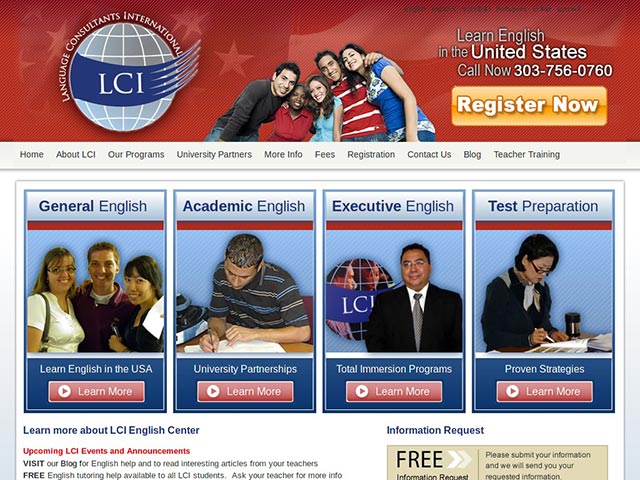 LANGUAGE CONSULTANTS INTERNATIONAL
LCI
Learn English
in the United States
Call Now 303-756-0760
Register Now
Home About LCI Our Programs University Partners More Info Fees Registration Contact Us Blog Teacher Training
General English
Academic English
Executive English
Test Preparation
LCI
Learn English in the USA
University Partnerships
Total Immersion Programs
Proven Strategies
Learn More
Learn More
Learn More
Learn More
Learn more about LCI English Center
Upcoming LCI Events and Announcements
VISIT our Blog for English help and to read interesting articles from your teachers
FREE English tutoring help available to all LCI students. Ask your teacher for more info
Information Request
FREE
Information Request
Please submit your information
and we will send you your
requested information.